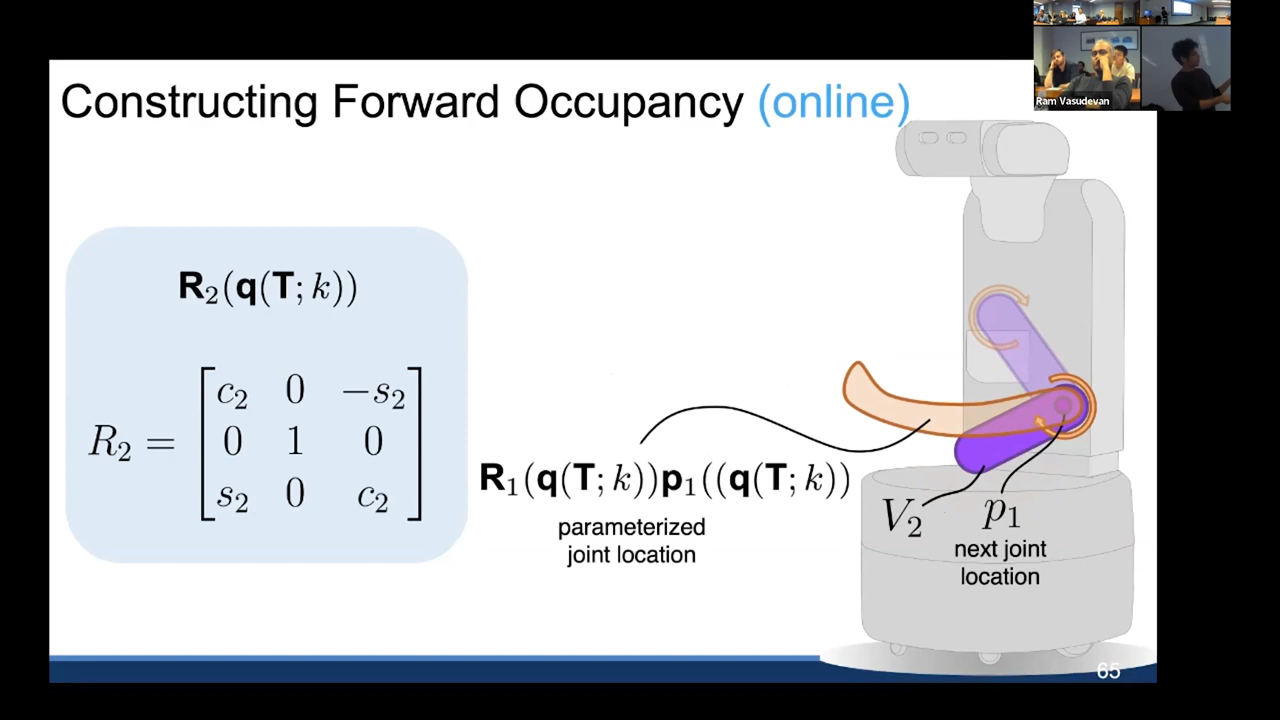 Constructing Forward Occupancy (online)
Ram Vasudevan
R₂(q(T; k))
R₂ = [c₂ 0 −s₂
0 1 0
s₂ 0 c₂]
R₁(q(T; k))p₁((q(T; k))
parameterized
joint location
V₂
p₁
next joint
location
65